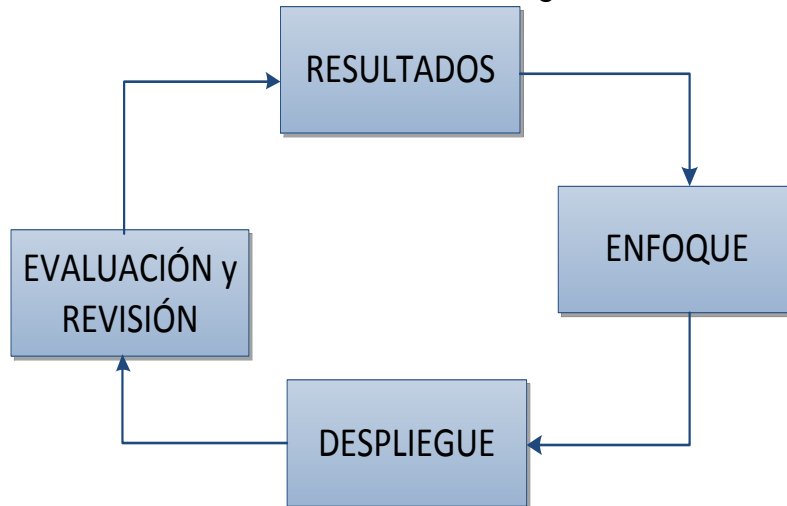 RESULTADOS
ENFOQUE
EVALUACIÓN y
REVISIÓN
DESPLIEGUE